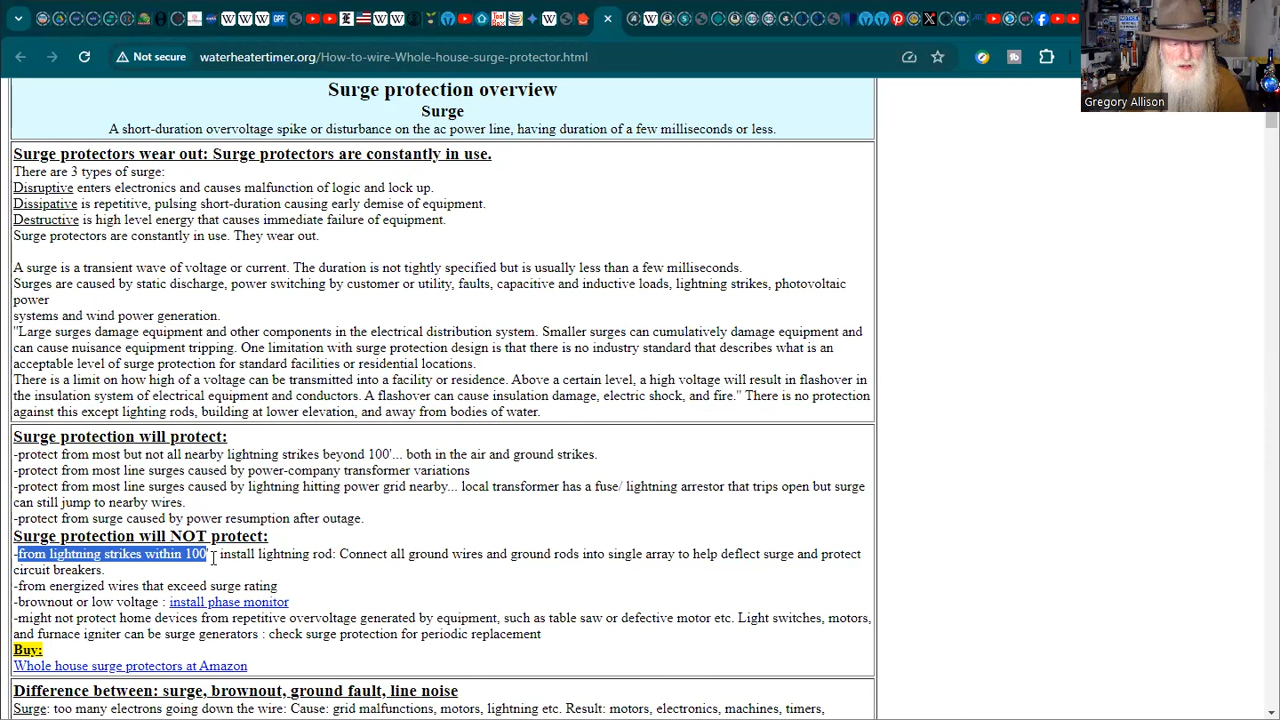 Not secure
waterheatertimer.org/How-to-wire-Whole-house-surge-protector.html
Gregory Allison
Surge protection overview
Surge
A short-duration overvoltage spike or disturbance on the ac power line, having duration of a few milliseconds or less.
Surge protectors wear out: Surge protectors are constantly in use.
There are 3 types of surge:
Disruptive enters electronics and causes malfunction of logic and lock up.
Dissipative is repetitive, pulsing short-duration causing early demise of equipment.
Destructive is high level energy that causes immediate failure of equipment.
Surge protectors are constantly in use. They wear out.
A surge is a transient wave of voltage or current. The duration is not tightly specified but is usually less than a few milliseconds.
Surges are caused by static discharge, power switching by customer or utility, faults, capacitive and inductive loads, lightning strikes, photovoltaic
power
systems and wind power generation.
"Large surges damage equipment and other components in the electrical distribution system. Smaller surges can cumulatively damage equipment and
can cause nuisance equipment tripping. One limitation with surge protection design is that there is no industry standard that describes what is an
acceptable level of surge protection for standard facilities or residential locations.
There is a limit on how high of a voltage can be transmitted into a facility or residence. Above a certain level, a high voltage will result in flashover in
the insulation system of electrical equipment and conductors. A flashover can cause insulation damage, electric shock, and fire." There is no protection
against this except lighting rods, building at lower elevation, and away from bodies of water.
Surge protection will protect:
-protect from most but not all nearby lightning strikes beyond 100'... both in the air and ground strikes.
-protect from most line surges caused by power-company transformer variations
-protect from most line surges caused by lightning hitting power grid nearby... local transformer has a fuse/ lightning arrestor that trips open but surge
can still jump to nearby wires.
-protect from surge caused by power resumption after outage.
Surge protection will NOT protect:
-from lightning strikes within 100' : install lightning rod: Connect all ground wires and ground rods into single array to help deflect surge and protect
circuit breakers.
-from energized wires that exceed surge rating
-brownout or low voltage : install phase monitor
-might not protect home devices from repetitive overvoltage generated by equipment, such as table saw or defective motor etc. Light switches, motors,
and furnace igniter can be surge generators : check surge protection for periodic replacement
Buy:
Whole house surge protectors at Amazon
Difference between: surge, brownout, ground fault, line noise
Surge: too many electrons going down the wire: Cause: grid malfunctions, motors, lightning etc. Result: motors, electronics, machines, timers,